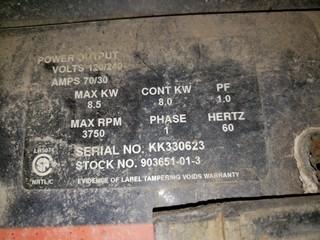 POWER OUTPUT
VOLTS 120/240
AMPS 70/30
MAX KW CONT KW PF
8.5 8.0 1.0
MAX RPM PHASE HERTZ
3750 1 60
SERIAL NO. KK330623
STOCK NO. 903651-01-3
NRTL/C
EVIDENCE OF LABEL TAMPERING VOIDS WARRANTY